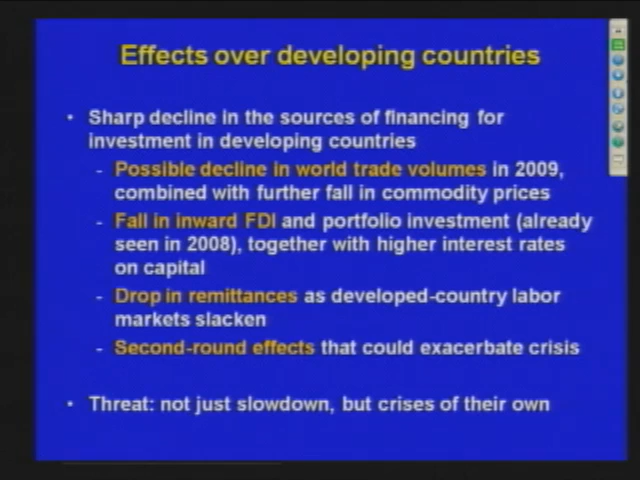 Effects over developing countries
• Sharp decline in the sources of financing for
investment in developing countries
- Possible decline in world trade volumes in 2009,
combined with further fall in commodity prices
- Fall in inward FDI and portfolio investment (already
seen in 2008), together with higher interest rates
on capital
- Drop in remittances as developed-country labor
markets slacken
- Second-round effects that could exacerbate crisis
• Threat: not just slowdown, but crises of their own